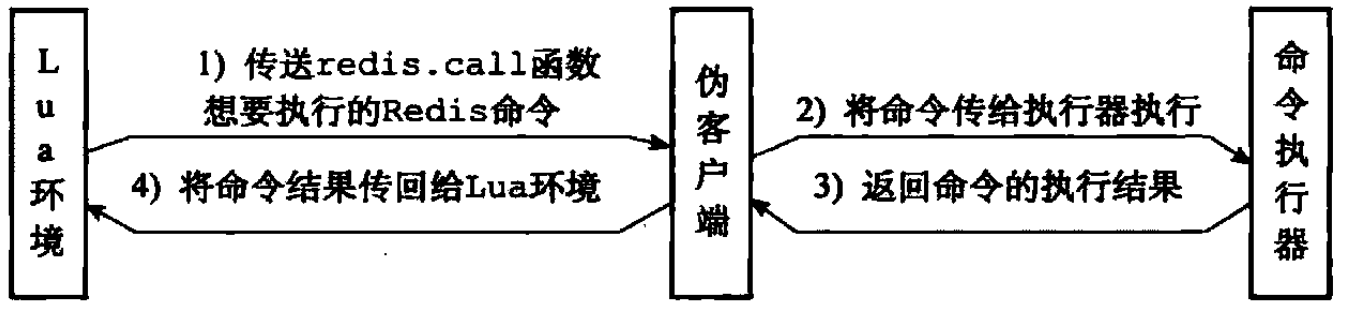 Lua环境
1) 传送redis.call函数
想要执行的Redis命令
4) 将命令结果传回给Lua环境
伪客户端
2) 将命令传给执行器执行
3) 返回命令的执行结果
命令执行器